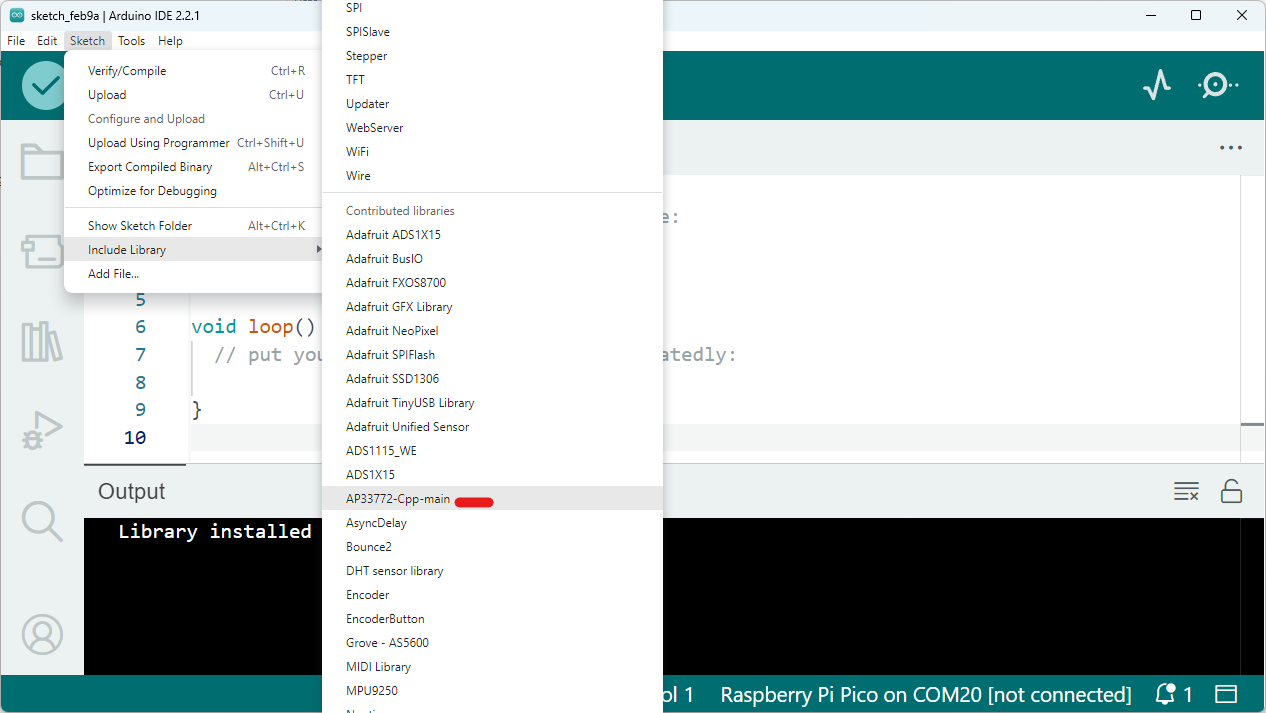 sketch_feb9a | Arduino IDE 2.2.1
File Edit Sketch Tools Help
Verify/Compile Ctrl+R
Upload Ctrl+U
Configure and Upload
Upload Using Programmer Ctrl+Shift+U
Export Compiled Binary Alt+Ctrl+S
Optimize for Debugging
Show Sketch Folder Alt+Ctrl+K
Include Library
Add File...
SPI
SPISlave
Stepper
TFT
Updater
WebServer
WiFi
Wire
Contributed libraries
Adafruit ADS1X15
Adafruit BusIO
Adafruit FXOS8700
Adafruit GFX Library
Adafruit NeoPixel
Adafruit SPIFlash
Adafruit SSD1306
Adafruit TinyUSB Library
Adafruit Unified Sensor
ADS1115_WE
ADS1X15
AP33772-Cpp-main
AsyncDelay
Bounce2
DHT sensor library
Encoder
EncoderButton
Grove - AS5600
MIDI Library
MPU9250
e:
5
6 void loop()
7 // put you atedly:
8
9 }
10
Output
Library installed
ol 1 Raspberry Pi Pico on COM20 [not connected] 1